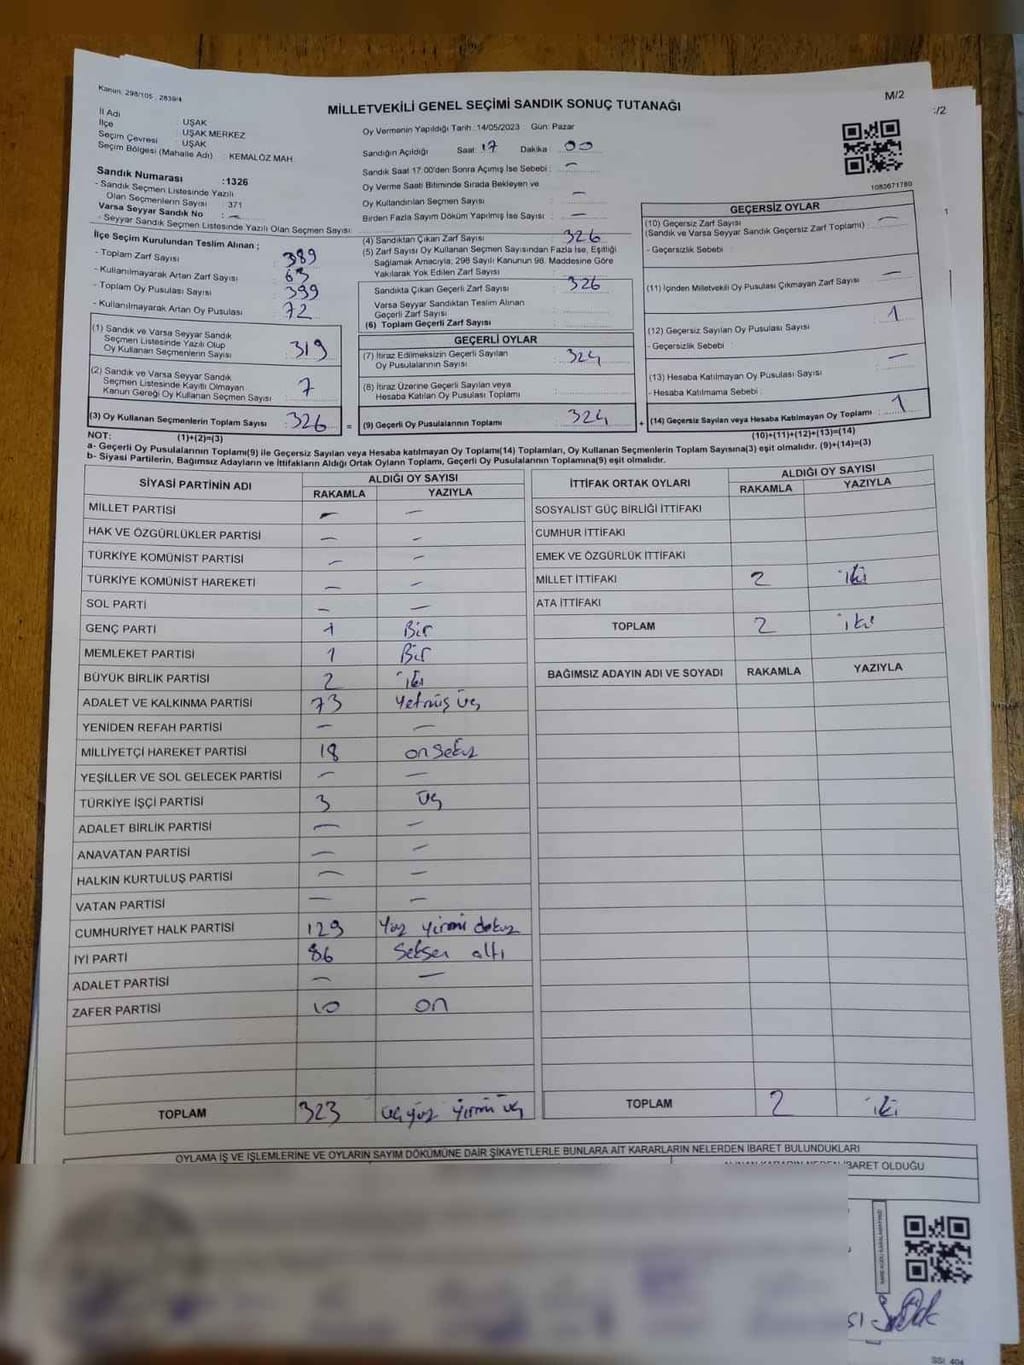 Kanun: 298/105 , 2839/4
MİLLETVEKİLİ GENEL SEÇİMİ SANDIK SONUÇ TUTANAĞI
M/2
:/2
İl Adı UŞAK
İlçe UŞAK MERKEZ
Seçim Çevresi UŞAK
Seçim Bölgesi (Mahalle Adı) KEMALÖZ MAH
Sandık Numarası :1326
- Sandık Seçmen Listesinde Yazılı
Olan Seçmenlerin Sayısı 371
Varsa Seyyar Sandık No : –
- Seyyar Sandık Seçmen Listesinde Yazılı Olan Seçmen Sayısı
Oy Vermenin Yapıldığı Tarih :14/05/2023 Gün: Pazar
Sandığın Açıldığı Saat 17 Dakika 00
Sandık Saat 17:00'den Sonra Açılmış İse Sebebi : –
Oy Verme Saati Bitiminde Sırada Bekleyen ve
Oy Kullandırılan Seçmen Sayısı : –
Birden Fazla Sayım Döküm Yapılmış İse Sayısı : –
1083671780
İlçe Seçim Kurulundan Teslim Alınan ;
- Toplam Zarf Sayısı : 389
- Kullanılmayarak Artan Zarf Sayısı : 63
- Toplam Oy Pusulası Sayısı : 399
- Kullanılmayarak Artan Oy Pusulası : 72
(1) Sandık ve Varsa Seyyar Sandık
Seçmen Listesinde Yazılı Olup
Oy Kullanan Seçmenlerin Sayısı : 319
(2) Sandık ve Varsa Seyyar Sandık
Seçmen Listesinde Kayıtlı Olmayan
Kanun Gereği Oy Kullanan Seçmen Sayısı : 7
(3) Oy Kullanan Seçmenlerin Toplam Sayısı : 326
(4) Sandıktan Çıkan Zarf Sayısı : 326
(5) Zarf Sayısı Oy Kullanan Seçmen Sayısından Fazla İse, Eşitliği
Sağlamak Amacıyla; 298 Sayılı Kanunun 98. Maddesine Göre
Yakılarak Yok Edilen Zarf Sayısı
Sandıkta Çıkan Geçerli Zarf Sayısı : 326
Varsa Seyyar Sandıktan Teslim Alınan
Geçerli Zarf Sayısı
(6) Toplam Geçerli Zarf Sayısı
GEÇERLİ OYLAR
(7) İtiraz Edilmeksizin Geçerli Sayılan
Oy Pusulalarının Sayısı : 324
(8) İtiraz Üzerine Geçerli Sayılan veya
Hesaba Katılan Oy Pusulası Toplamı
= (9) Geçerli Oy Pusulalarının Toplamı : 324
GEÇERSİZ OYLAR
(10) Geçersiz Zarf Sayısı –
(Sandık ve Varsa Seyyar Sandık Geçersiz Zarf Toplamı) :
- Geçersizlik Sebebi :
(11) İçinden Milletvekili Oy Pusulası Çıkmayan Zarf Sayısı : –
(12) Geçersiz Sayılan Oy Pusulası Sayısı : 1
- Geçersizlik Sebebi :
(13) Hesaba Katılmayan Oy Pusulası Sayısı : –
- Hesaba Katılmama Sebebi :
+ (14) Geçersiz Sayılan veya Hesaba Katılmayan Oy Toplamı : 1
NOT: (1)+(2)=(3)
(10)+(11)+(12)+(13)=(14)
a- Geçerli Oy Pusulalarının Toplamı(9) ile Geçersiz Sayılan veya Hesaba katılmayan Oy Toplamı(14) Toplamları, Oy Kullanan Seçmenlerin Toplam Sayısına(3) eşit olmalıdır. (9)+(14)=(3)
b- Siyasi Partilerin, Bağımsız Adayların ve İttifakların Aldığı Ortak Oyların Toplamı, Geçerli Oy Pusulalarının Toplamına(9) eşit olmalıdır.
SİYASİ PARTİNİN ADI ALDIĞI OY SAYISI
RAKAMLA YAZIYLA
MİLLET PARTİSİ – –
HAK VE ÖZGÜRLÜKLER PARTİSİ – –
TÜRKİYE KOMÜNİST PARTİSİ – –
TÜRKİYE KOMÜNİST HAREKETİ – –
SOL PARTİ – –
GENÇ PARTİ 1 Bir
MEMLEKET PARTİSİ 1 Bir
BÜYÜK BİRLİK PARTİSİ 2 iki
ADALET VE KALKINMA PARTİSİ 73 Yetmiş üç
YENİDEN REFAH PARTİSİ – –
MİLLİYETÇİ HAREKET PARTİSİ 18 on sekiz
YEŞİLLER VE SOL GELECEK PARTİSİ – –
TÜRKİYE İŞÇİ PARTİSİ 3 üç
ADALET BİRLİK PARTİSİ – –
ANAVATAN PARTİSİ – –
HALKIN KURTULUŞ PARTİSİ – –
VATAN PARTİSİ – –
CUMHURİYET HALK PARTİSİ 129 Yüz yirmi dokuz
İYİ PARTİ 86 Seksen altı
ADALET PARTİSİ – –
ZAFER PARTİSİ 10 on
TOPLAM 323 üçyüz yirmi üç
İTTİFAK ORTAK OYLARI ALDIĞI OY SAYISI
RAKAMLA YAZIYLA
SOSYALİST GÜÇ BİRLİĞİ İTTİFAKI
CUMHUR İTTİFAKI
EMEK VE ÖZGÜRLÜK İTTİFAKI
MİLLET İTTİFAKI 2 iki
ATA İTTİFAKI
TOPLAM 2 iki
BAĞIMSIZ ADAYIN ADI VE SOYADI RAKAMLA YAZIYLA
TOPLAM 2 iki
OYLAMA İŞ VE İŞLEMLERİNE VE OYLARIN SAYIM DÖKÜMÜNE DAİR ŞİKAYETLERLE BUNLARA AİT KARARLARIN NELERDEN İBARET BULUNDUKLARI
İBARET OLDUĞU